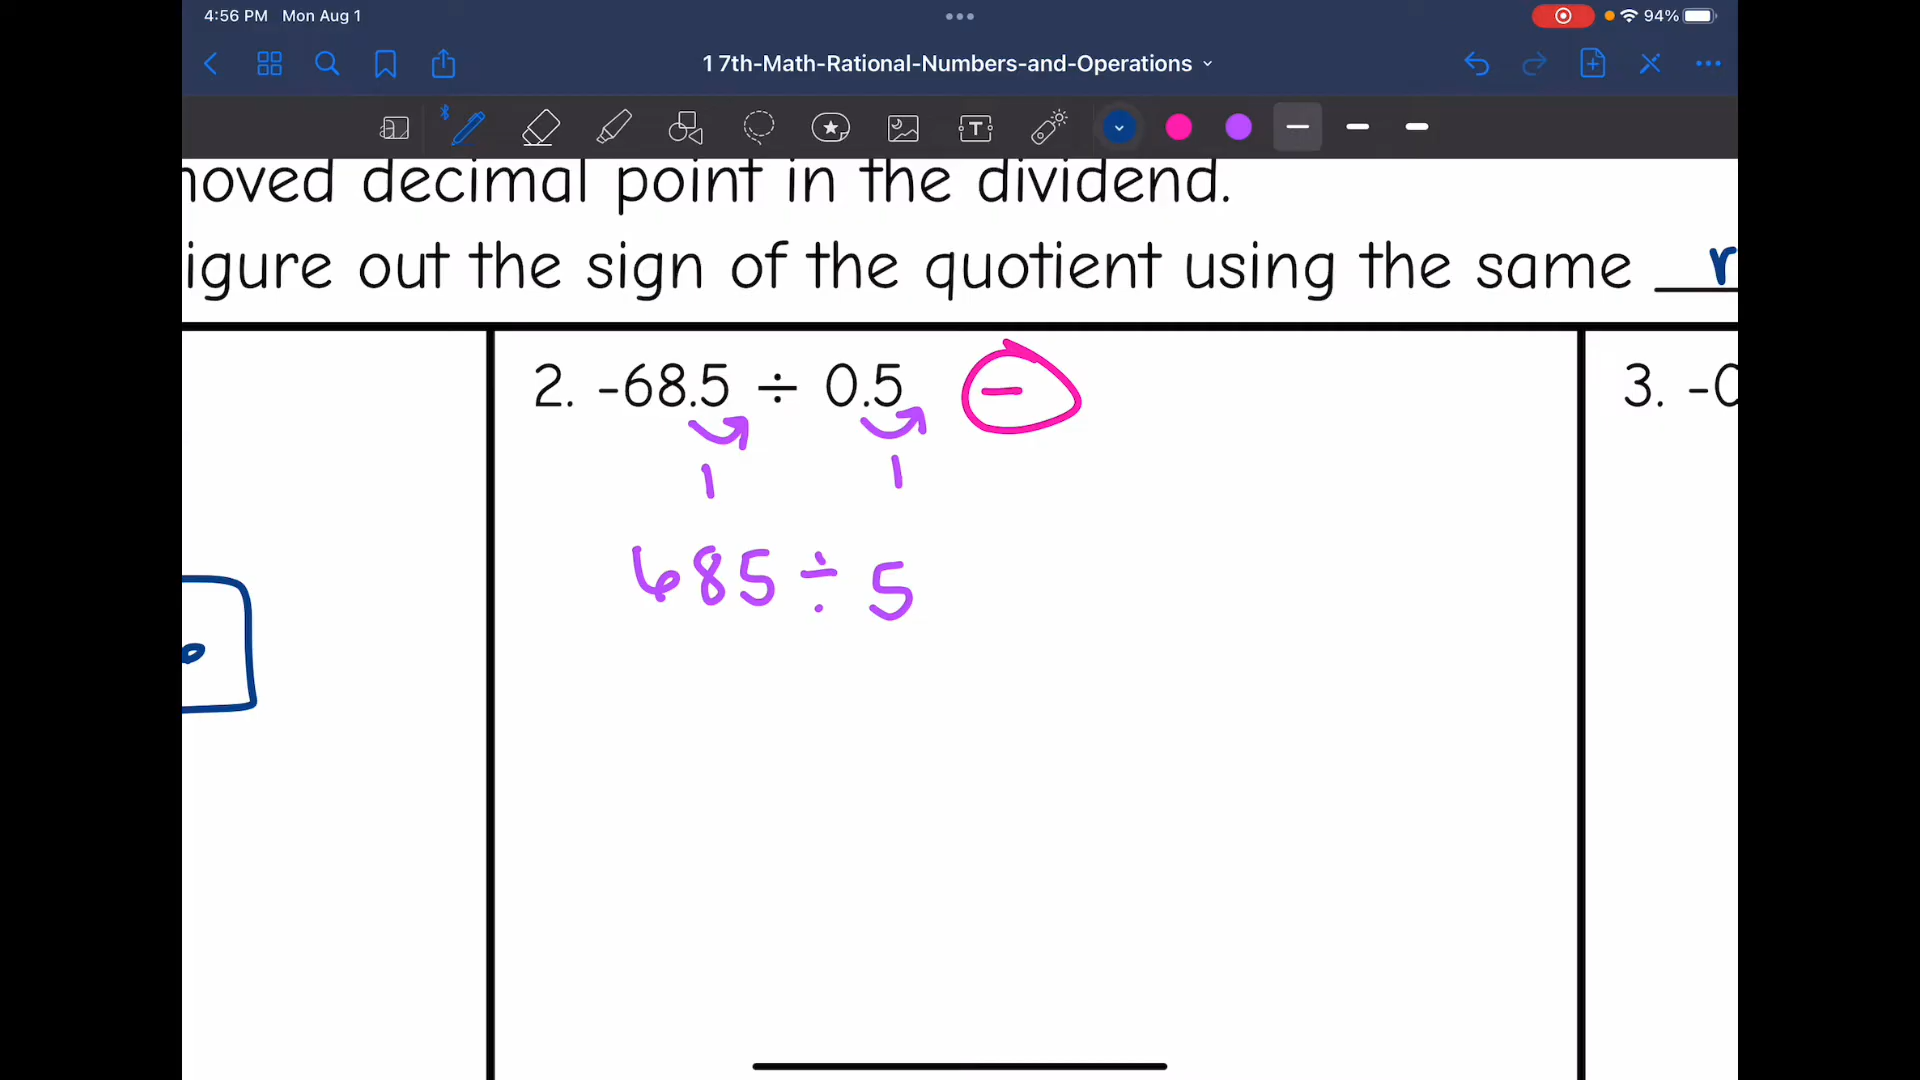 4:56 PM Mon Aug 1
94%
1 7th-Math-Rational-Numbers-and-Operations
T
moved decimal point in the dividend.
igure out the sign of the quotient using the same r
2. -68.5 ÷ 0.5 −
3. -0
1 1
685 ÷ 5